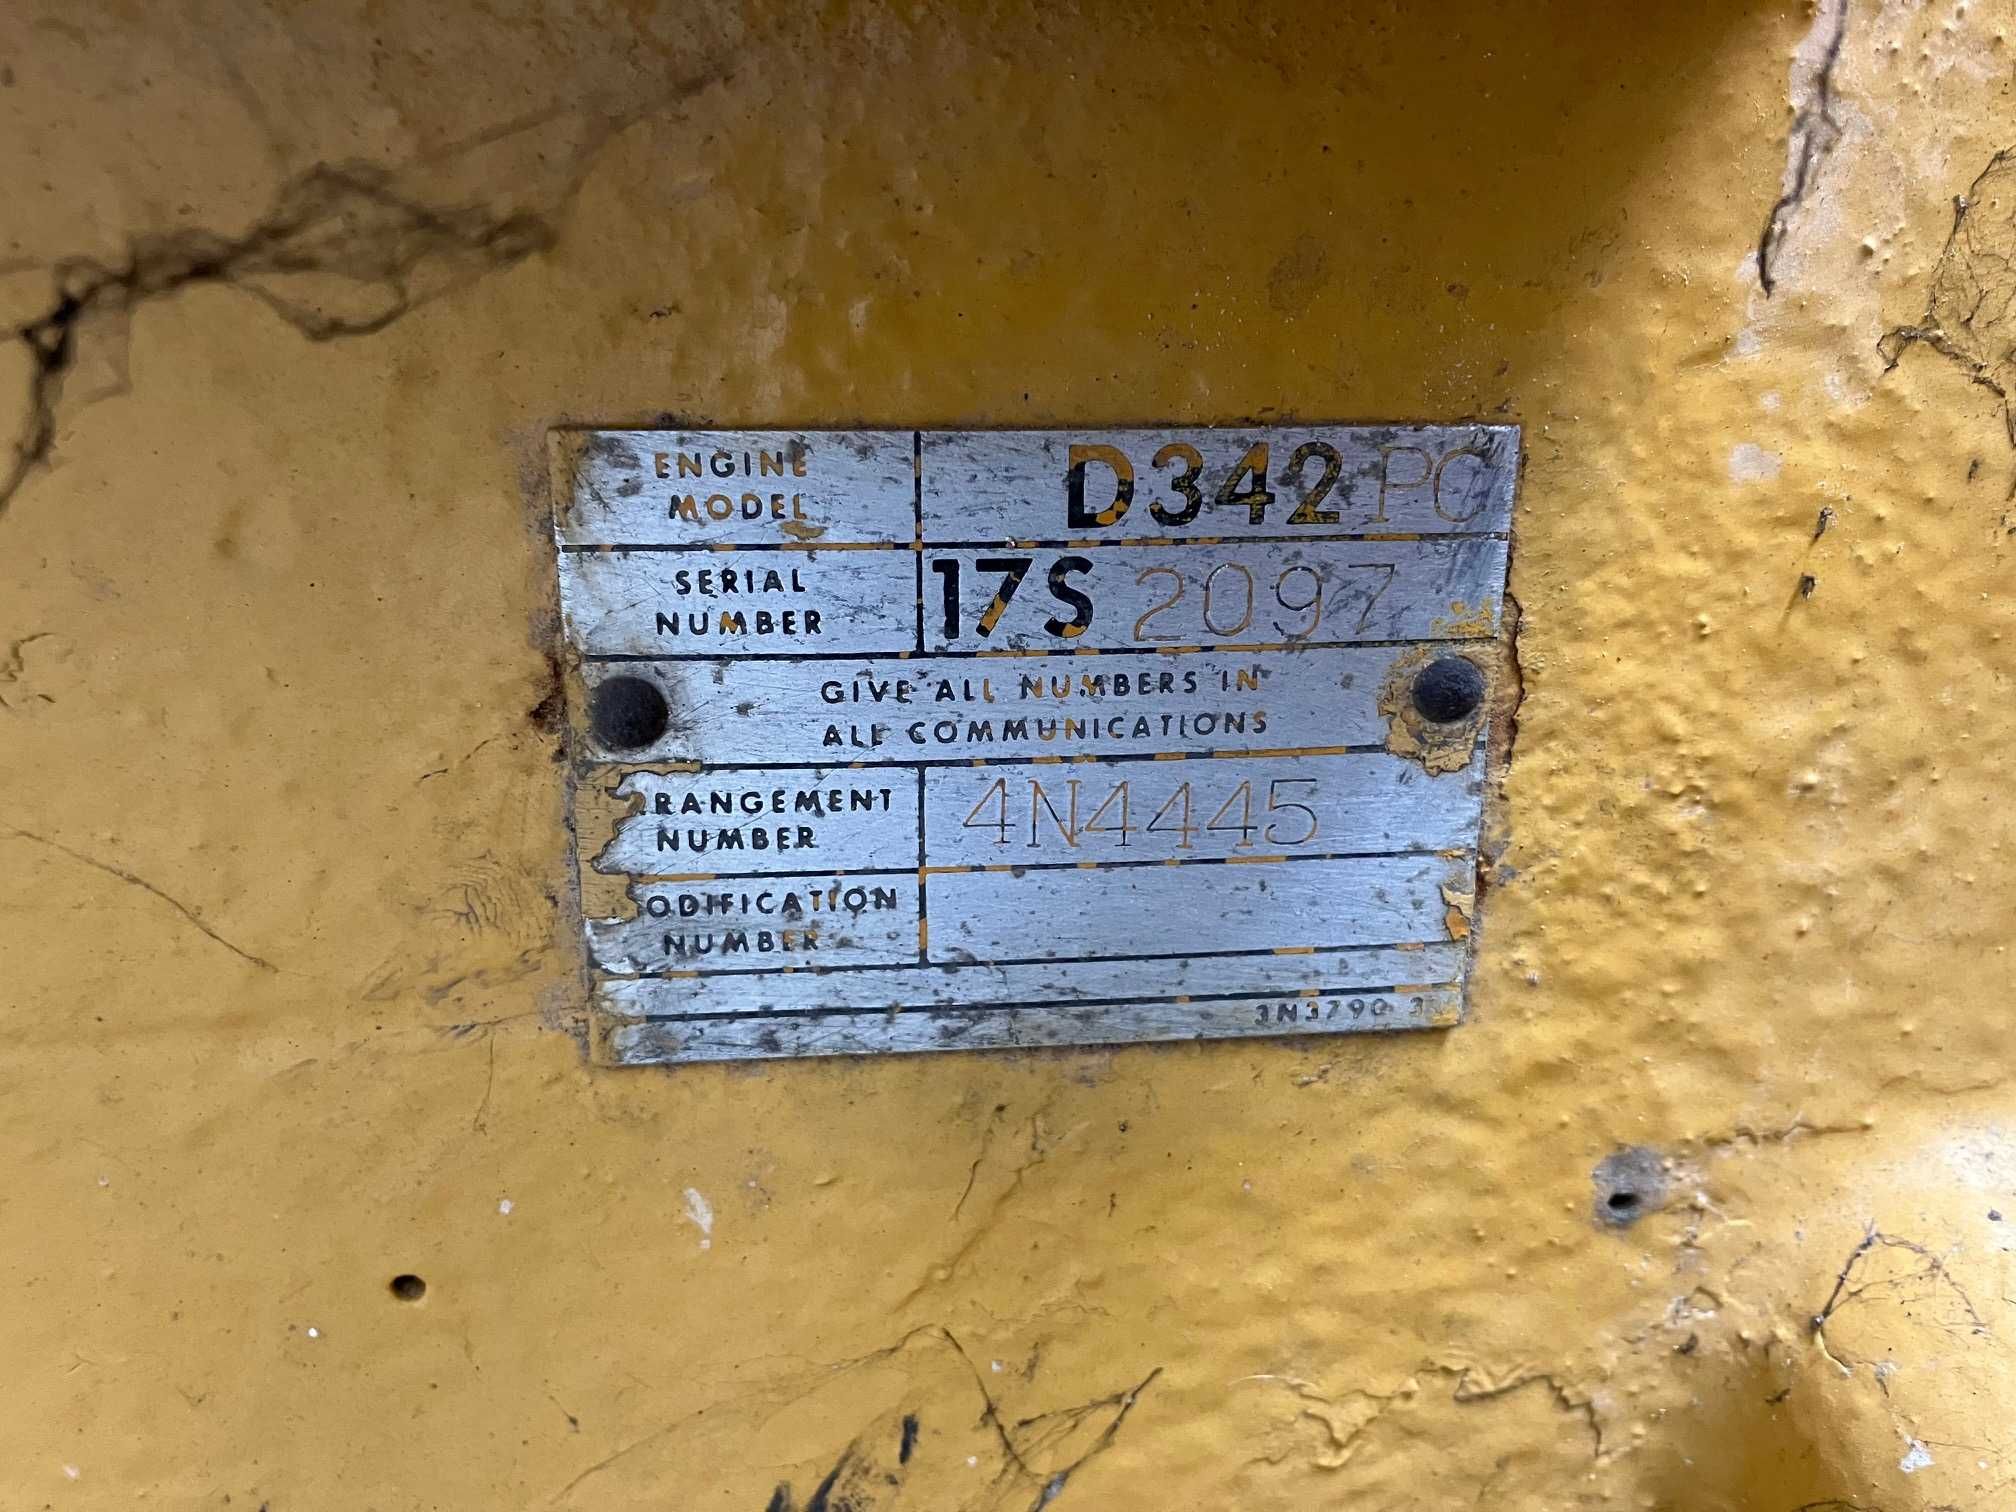 ENGINE
MODEL
D342 PC
SERIAL
NUMBER
17S 2097
GIVE ALL NUMBERS IN
ALL COMMUNICATIONS
RANGEMENT
NUMBER
4N4445
ODIFICATION
NUMBER
3N3790 3